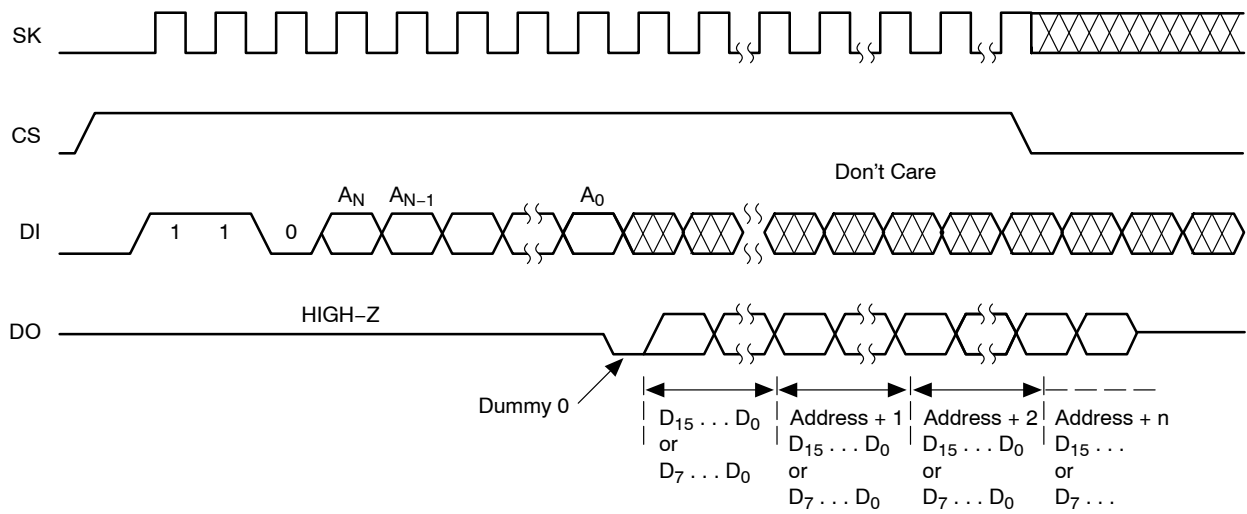 SK
CS
Don't Care
A_N A_{N−1} A_0
DI 1 1 0
HIGH−Z
DO
Dummy 0
D_15 . . . D_0
or
D_7 . . . D_0
Address + 1
D_15 . . . D_0
or
D_7 . . . D_0
Address + 2
D_15 . . . D_0
or
D_7 . . . D_0
Address + n
D_15 . . .
or
D_7 . . .